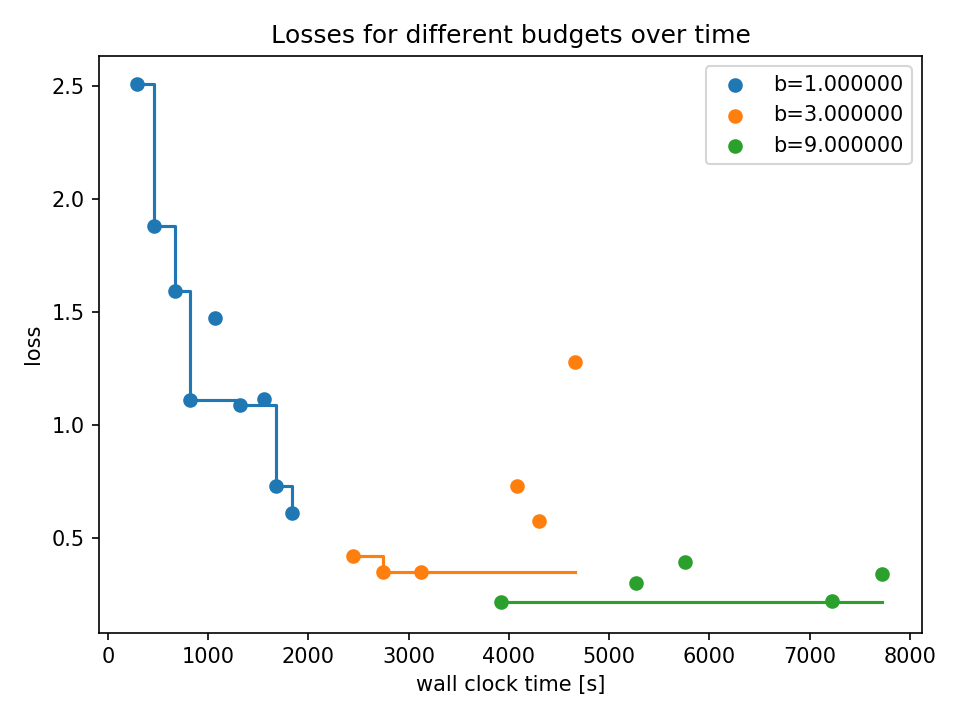 Losses for different budgets over time
b=1.000000
b=3.000000
b=9.000000
2.5
2.0
1.5
1.0
0.5
loss
0 1000 2000 3000 4000 5000 6000 7000 8000
wall clock time [s]